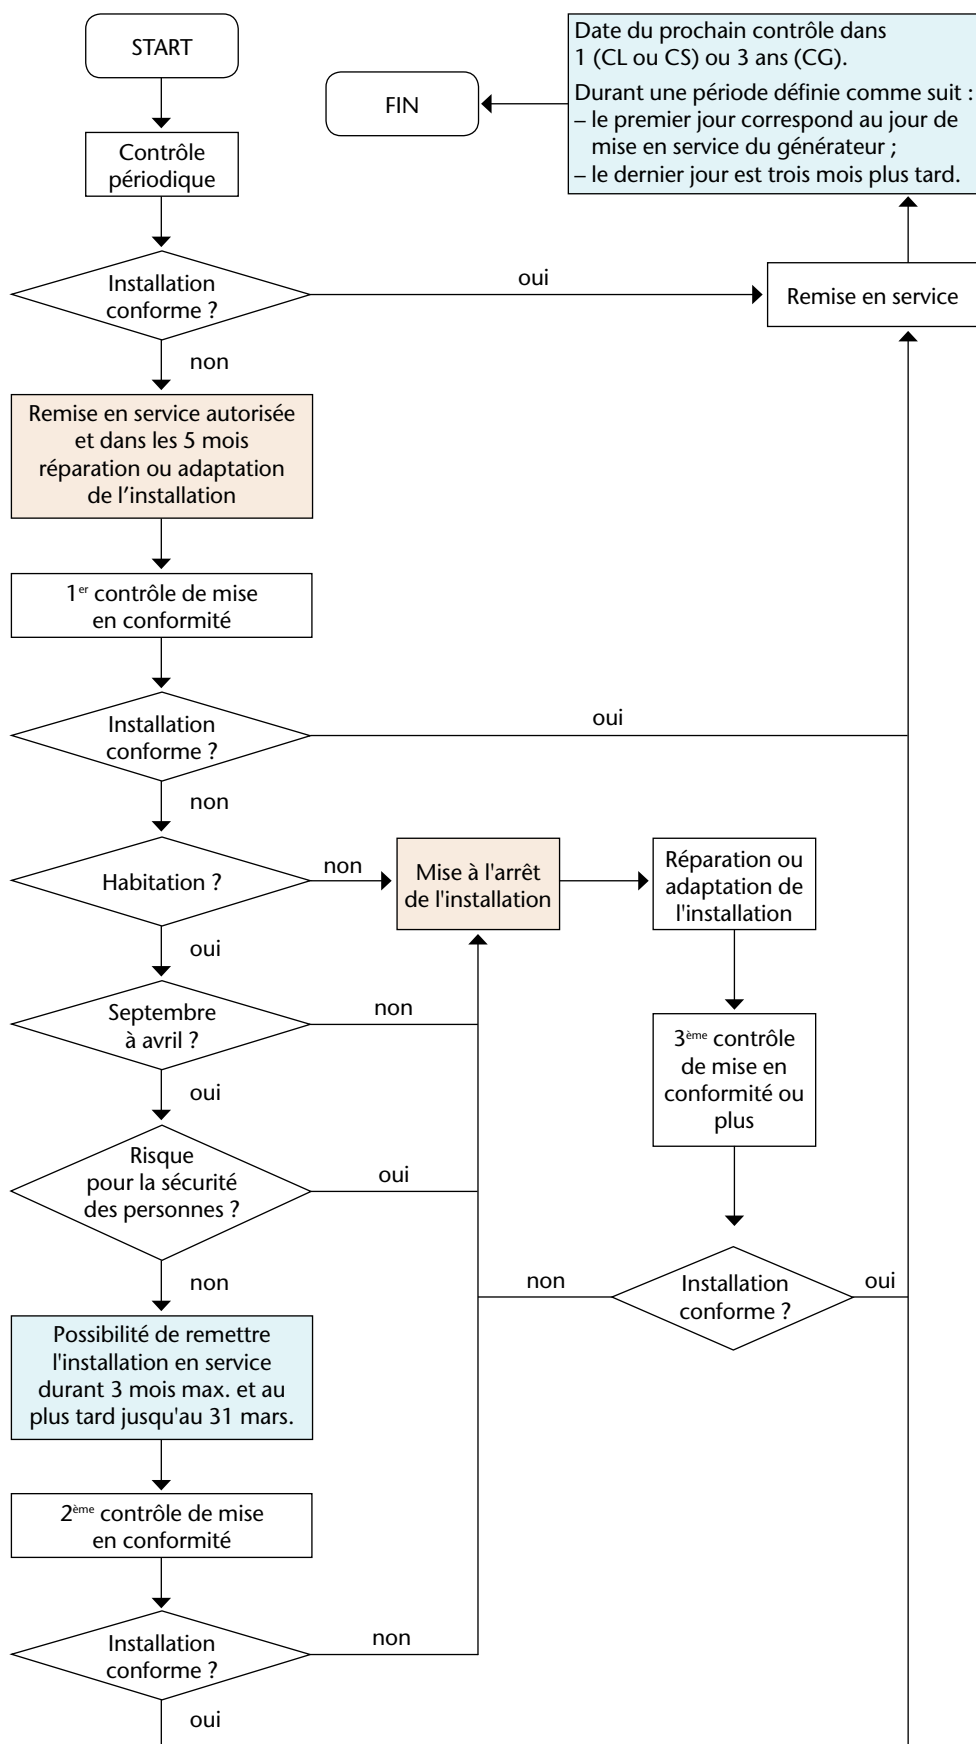 START
Date du prochain contrôle dans
1 (CL ou CS) ou 3 ans (CG).
Durant une période définie comme suit :
– le premier jour correspond au jour de
mise en service du générateur ;
– le dernier jour est trois mois plus tard.
FIN
Contrôle
périodique
Installation
conforme ?
oui
Remise en service
non
Remise en service autorisée
et dans les 5 mois
réparation ou adaptation
de l’installation
1er contrôle de mise
en conformité
Installation
conforme ?
oui
non
Habitation ?
non
Mise à l'arrêt
de l'installation
Réparation ou
adaptation de
l'installation
oui
Septembre
à avril ?
non
3ème contrôle
de mise en
conformité ou
plus
oui
Risque
pour la sécurité
des personnes ?
oui
non
Installation
conforme ?
non
oui
Possibilité de remettre
l'installation en service
durant 3 mois max. et au
plus tard jusqu'au 31 mars.
2ème contrôle de mise
en conformité
Installation
conforme ?
non
oui